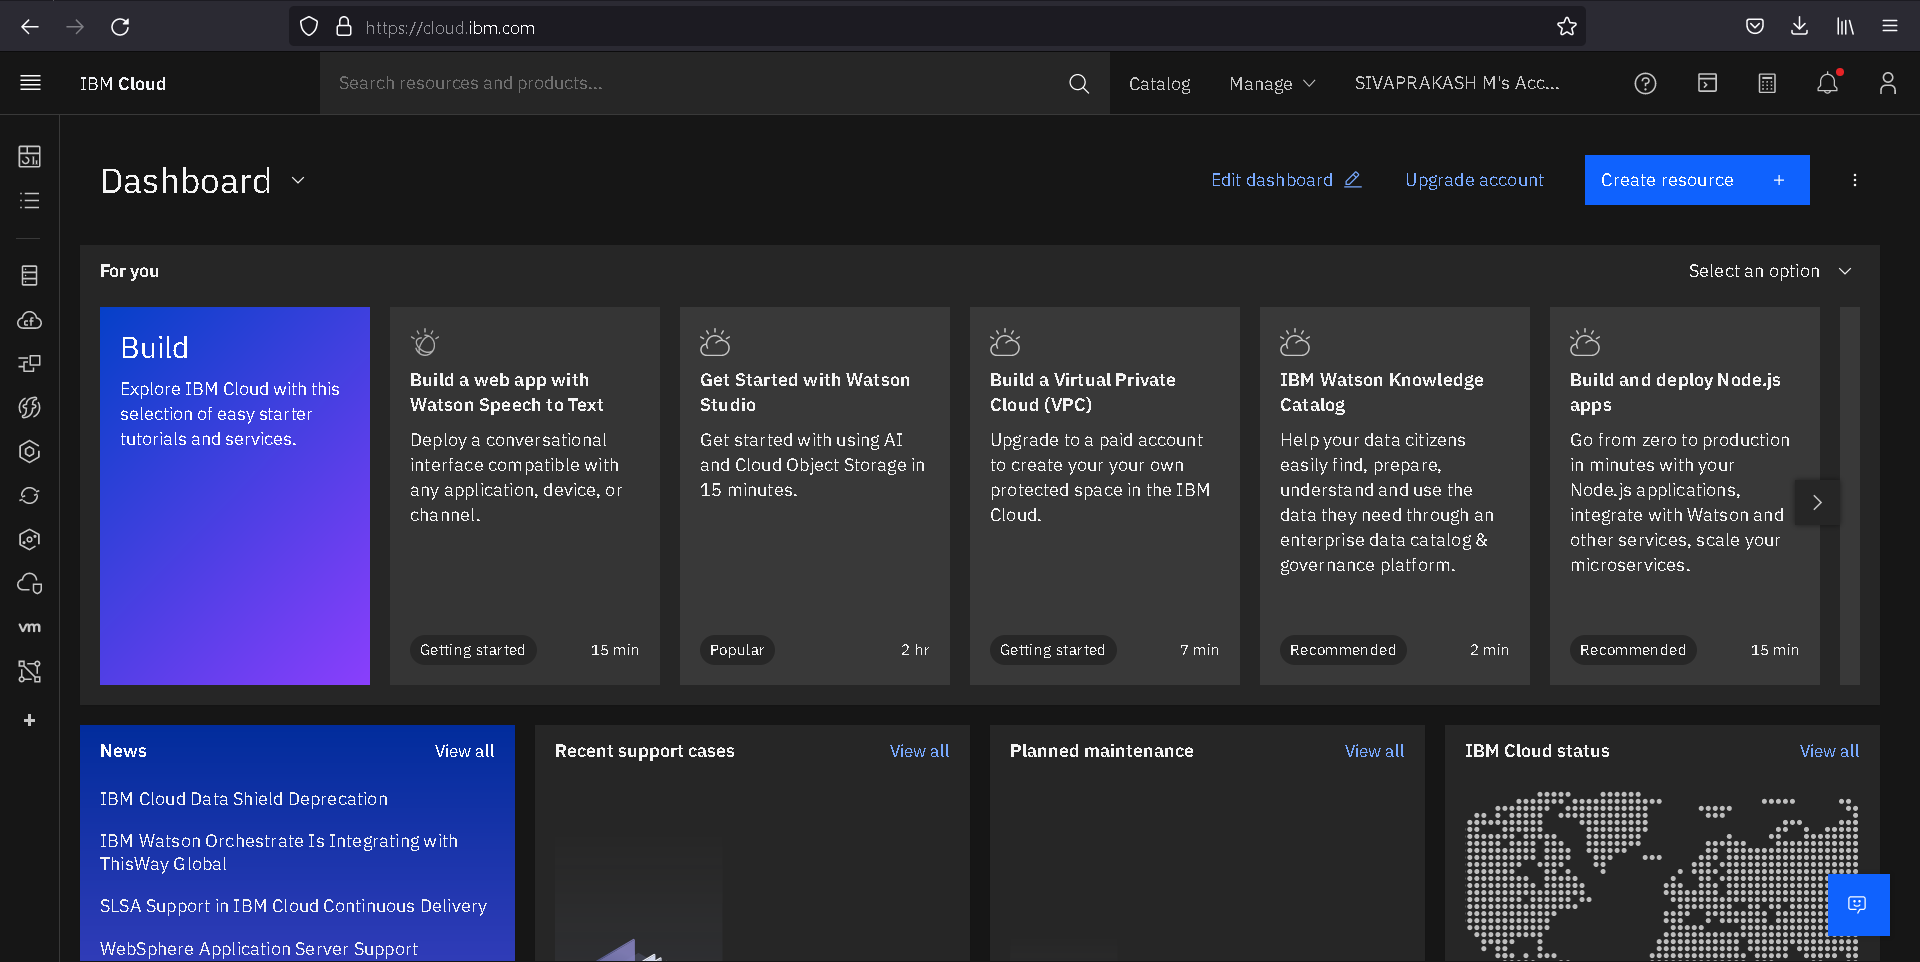 https://cloud.ibm.com
IBM Cloud
Search resources and products...
Catalog
Manage
SIVAPRAKASH M's Acc...
Dashboard
Edit dashboard
Upgrade account
Create resource +
For you
Select an option
Build
Explore IBM Cloud with this
selection of easy starter
tutorials and services.
Build a web app with
Watson Speech to Text
Deploy a conversational
interface compatible with
any application, device, or
channel.
Getting started
15 min
Get Started with Watson
Studio
Get started with using AI
and Cloud Object Storage in
15 minutes.
Popular
2 hr
Build a Virtual Private
Cloud (VPC)
Upgrade to a paid account
to create your your own
protected space in the IBM
Cloud.
Getting started
7 min
IBM Watson Knowledge
Catalog
Help your data citizens
easily find, prepare,
understand and use the
data they need through an
enterprise data catalog &
governance platform.
Recommended
2 min
Build and deploy Node.js
apps
Go from zero to production
in minutes with your
Node.js applications,
integrate with Watson and
other services, scale your
microservices.
Recommended
15 min
cf
vm
News
View all
IBM Cloud Data Shield Deprecation
IBM Watson Orchestrate Is Integrating with
ThisWay Global
SLSA Support in IBM Cloud Continuous Delivery
WebSphere Application Server Support
Recent support cases
View all
Planned maintenance
View all
IBM Cloud status
View all